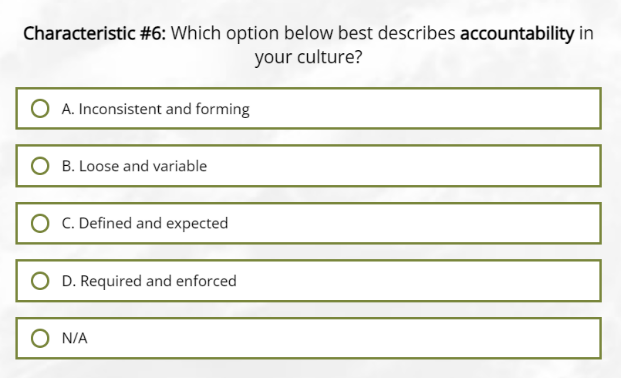 Characteristic #6: Which option below best describes accountability in
your culture?
A. Inconsistent and forming
B. Loose and variable
C. Defined and expected
D. Required and enforced
N/A